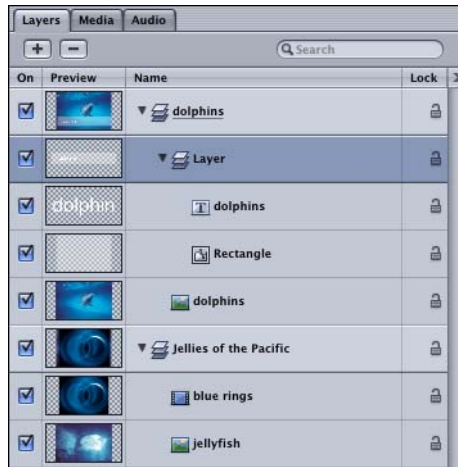 Layers Media Audio
+ − Search
On Preview Name Lock
dolphins
Layer
dolphin T dolphins
Rectangle
dolphins
Jellies of the Pacific
blue rings
jellyfish